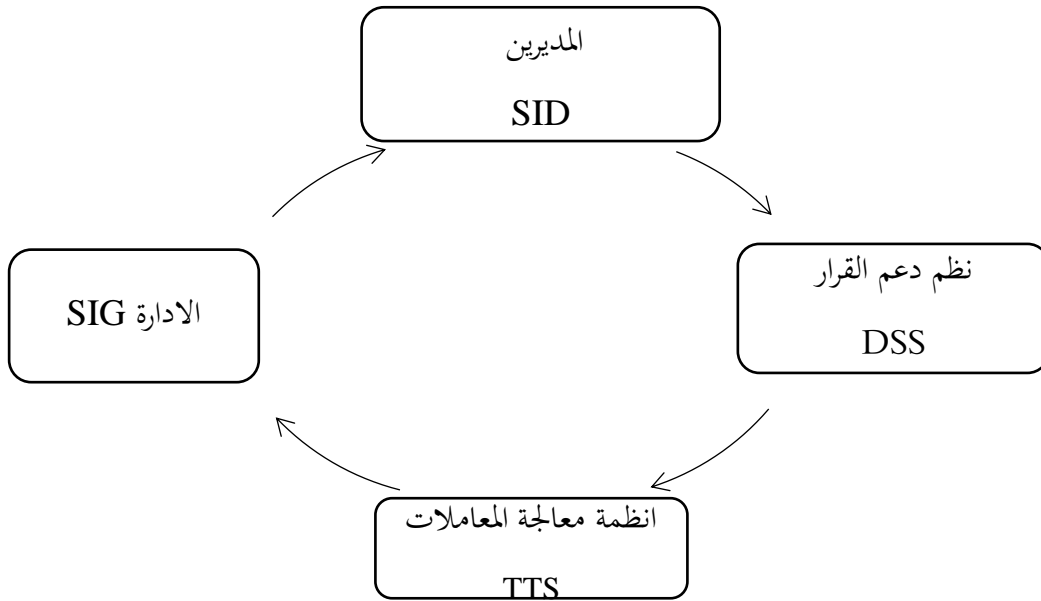 المديرين
SID
نظم دعم القرار
DSS
الادارة SIG
انظمة معالجة المعاملات
TTS